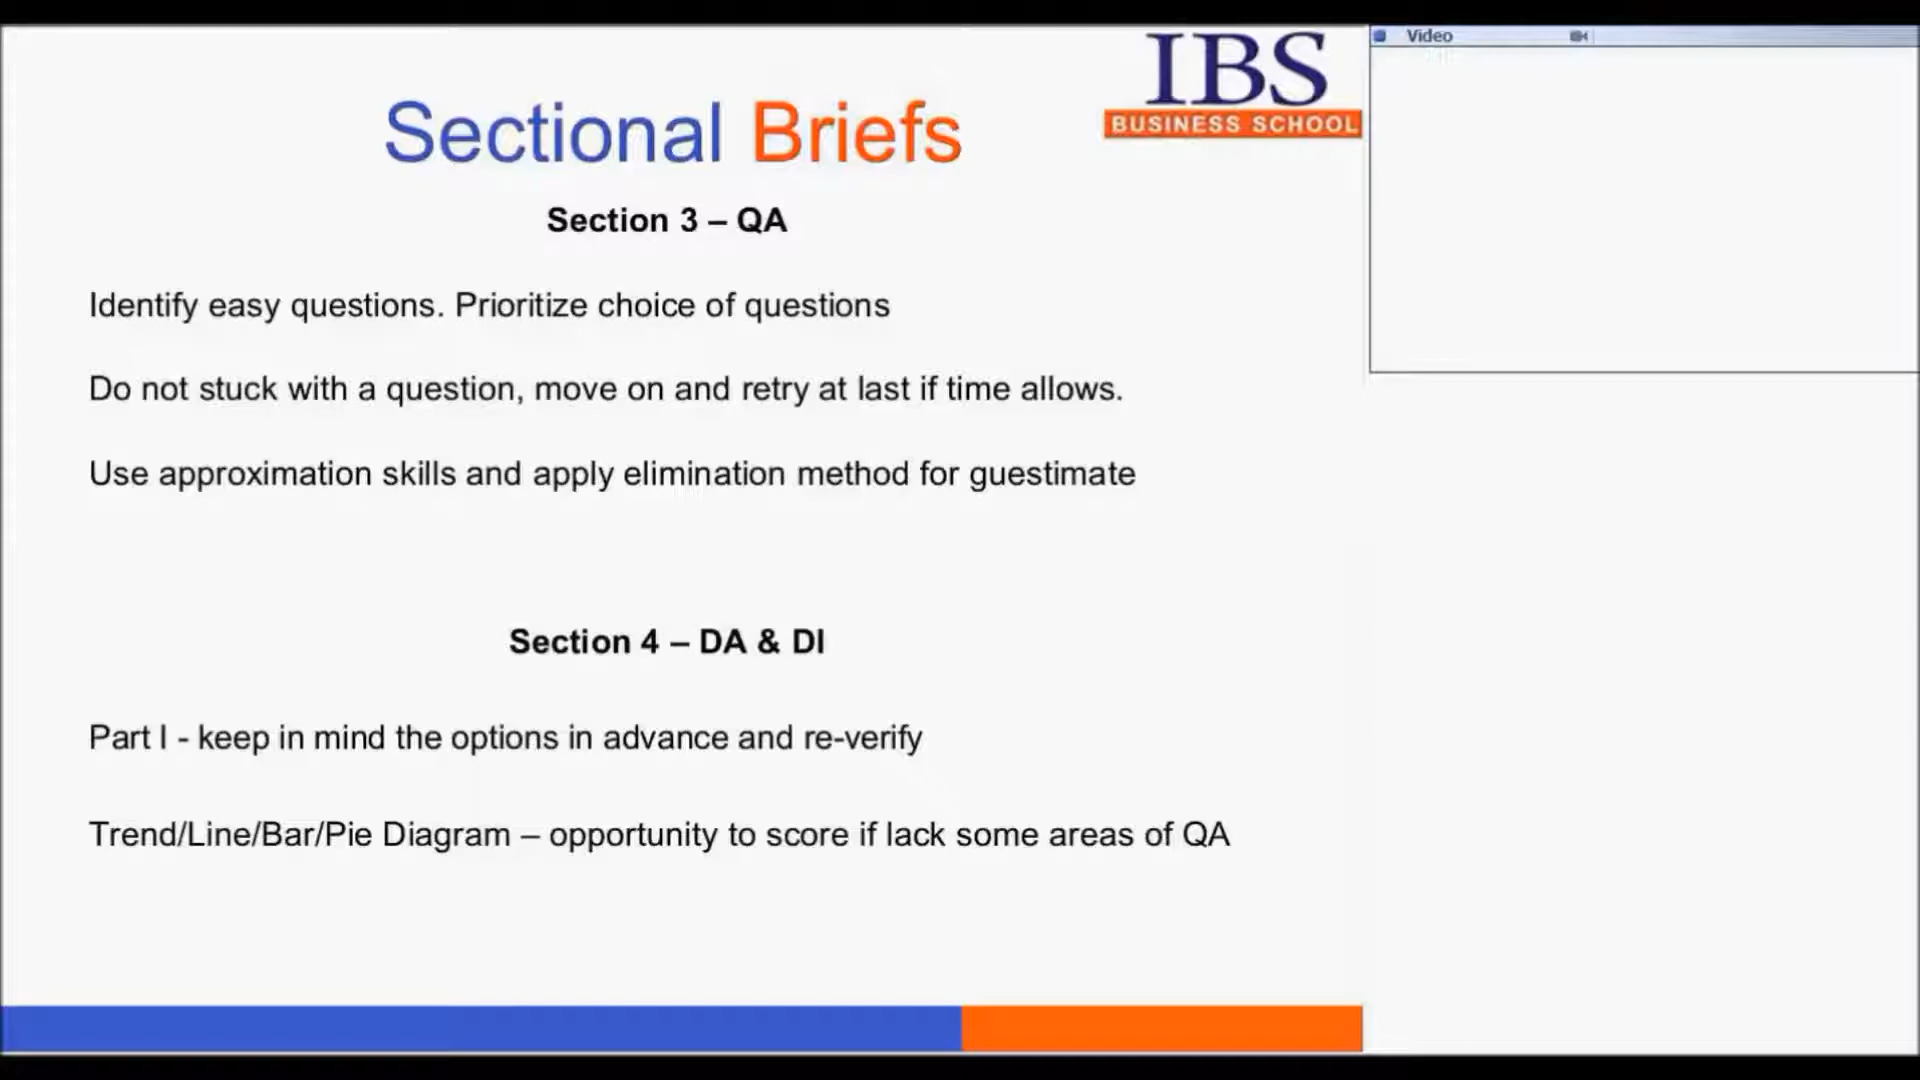 IBS
BUSINESS SCHOOL
Video
Sectional Briefs
Section 3 – QA
Identify easy questions. Prioritize choice of questions
Do not stuck with a question, move on and retry at last if time allows.
Use approximation skills and apply elimination method for guestimate
Section 4 – DA & DI
Part I - keep in mind the options in advance and re-verify
Trend/Line/Bar/Pie Diagram – opportunity to score if lack some areas of QA